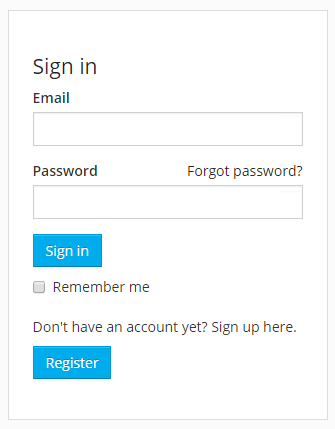 Sign in
Email
Password Forgot password?
Sign in
Remember me
Don't have an account yet? Sign up here.
Register